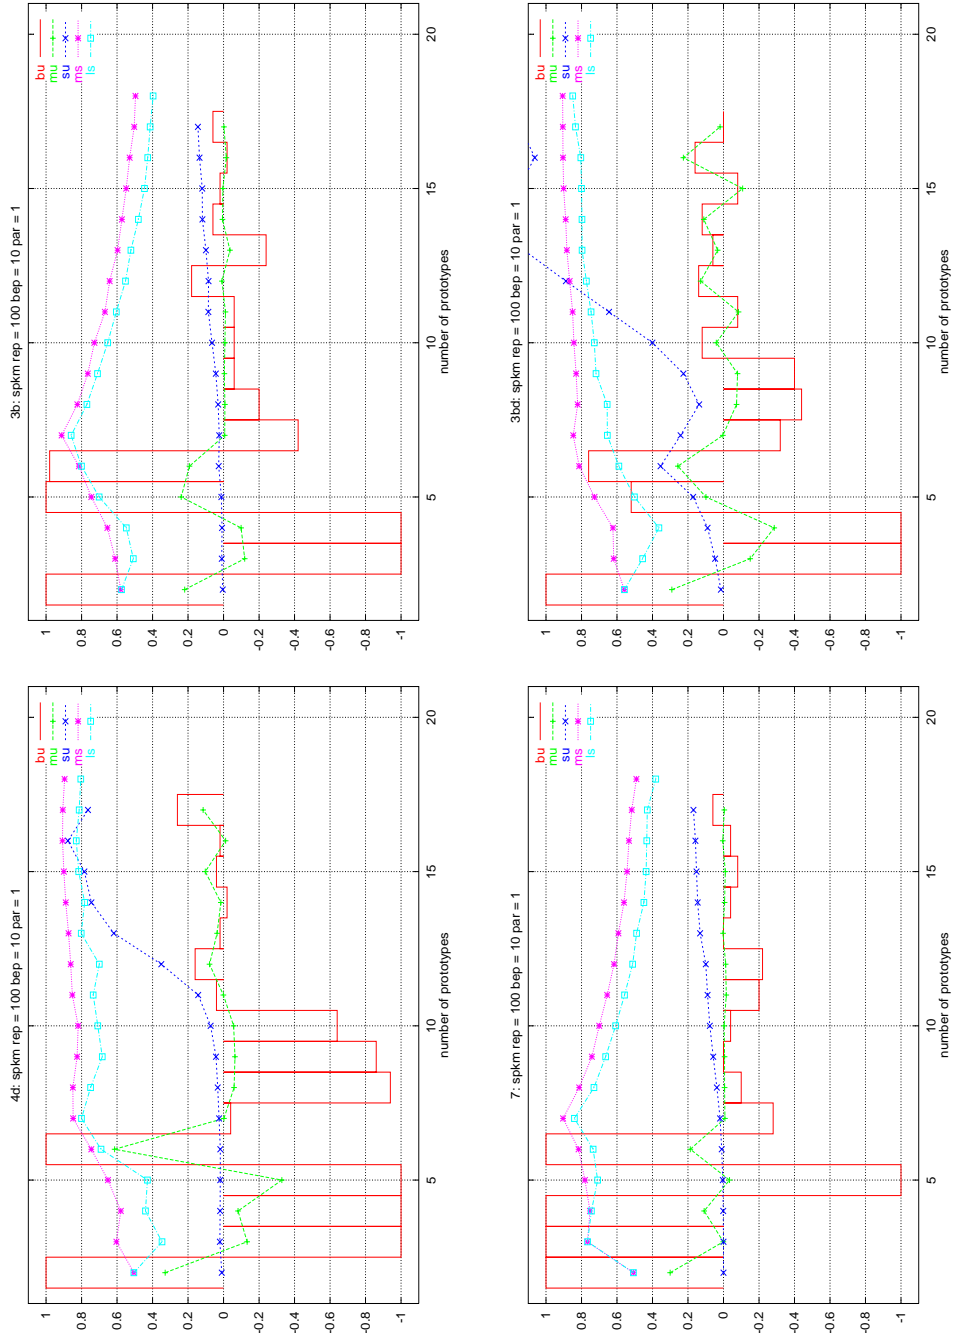 4d: spkm rep = 100 bep = 10 par = 1
bu
mu
su
ms
ls
1
0.8
0.6
0.4
0.2
0
-0.2
-0.4
-0.6
-0.8
-1
5 10 15 20
number of prototypes
3b: spkm rep = 100 bep = 10 par = 1
bu
mu
su
ms
ls
1
0.8
0.6
0.4
0.2
0
-0.2
-0.4
-0.6
-0.8
-1
5 10 15 20
number of prototypes
7: spkm rep = 100 bep = 10 par = 1
bu
mu
su
ms
ls
1
0.8
0.6
0.4
0.2
0
-0.2
-0.4
-0.6
-0.8
-1
5 10 15 20
number of prototypes
3bd: spkm rep = 100 bep = 10 par = 1
bu
mu
su
ms
ls
1
0.8
0.6
0.4
0.2
0
-0.2
-0.4
-0.6
-0.8
-1
5 10 15 20
number of prototypes